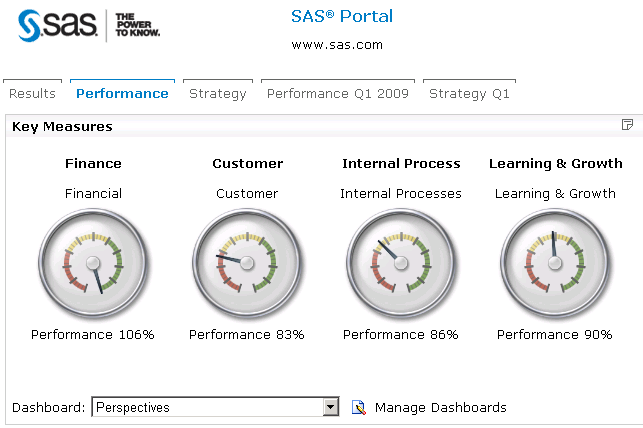 sas THE POWER TO KNOW.
SAS® Portal
www.sas.com
Results Performance Strategy Performance Q1 2009 Strategy Q1
Key Measures
Finance Customer Internal Process Learning & Growth
Financial Customer Internal Processes Learning & Growth
Performance 106% Performance 83% Performance 86% Performance 90%
Dashboard: Perspectives Manage Dashboards